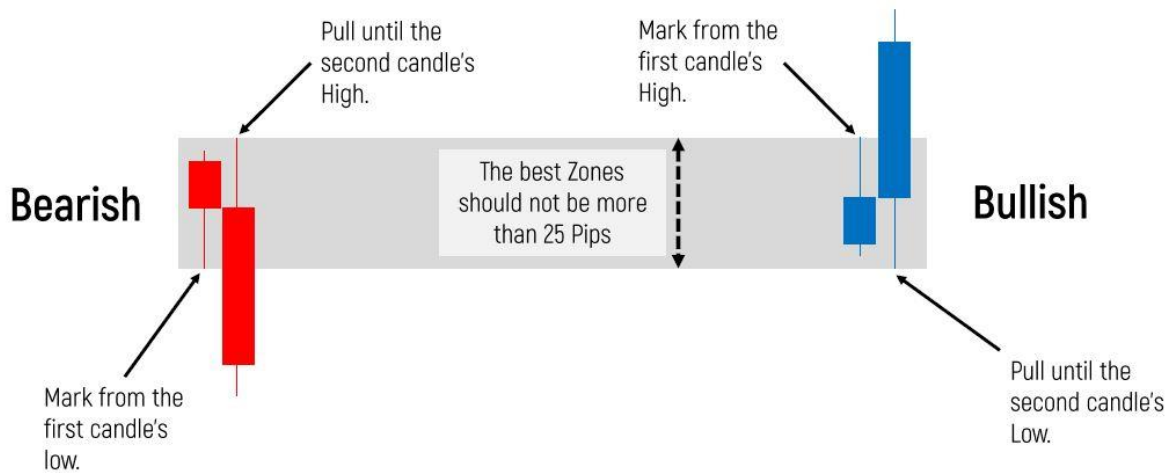 Pull until the
second candle's
High.
Mark from the
first candle's
High.
Bearish
The best Zones
should not be more
than 25 Pips
Bullish
Mark from the
first candle's
low.
Pull until the
second candle's
Low.